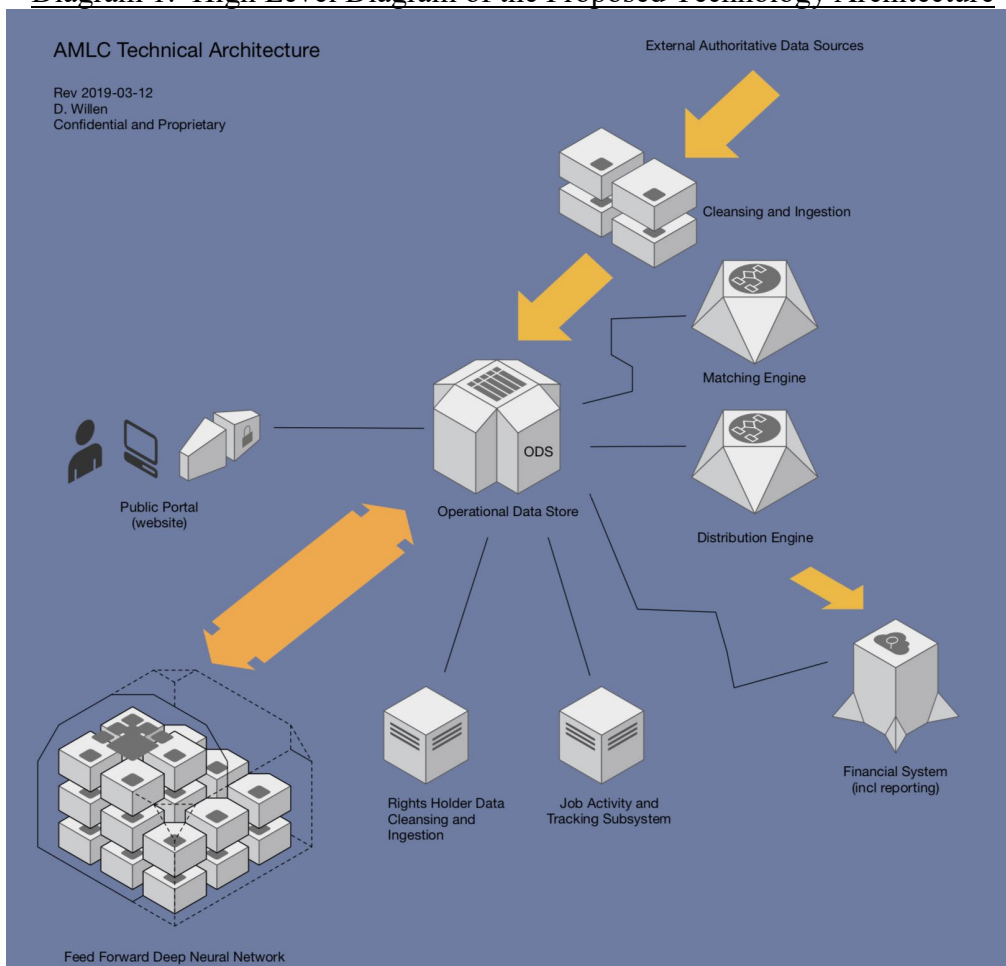 Diagram 1: High Level Diagram of the Proposed Technology Architecture
AMLC Technical Architecture
Rev 2019-03-12
D. Willen
Confidential and Proprietary
External Authoritative Data Sources
Cleansing and Ingestion
Matching Engine
ODS
Operational Data Store
Public Portal
(website)
Distribution Engine
Rights Holder Data
Cleansing and
Ingestion
Job Activity and
Tracking Subsystem
Financial System
(incl reporting)
Feed Forward Deep Neural Network